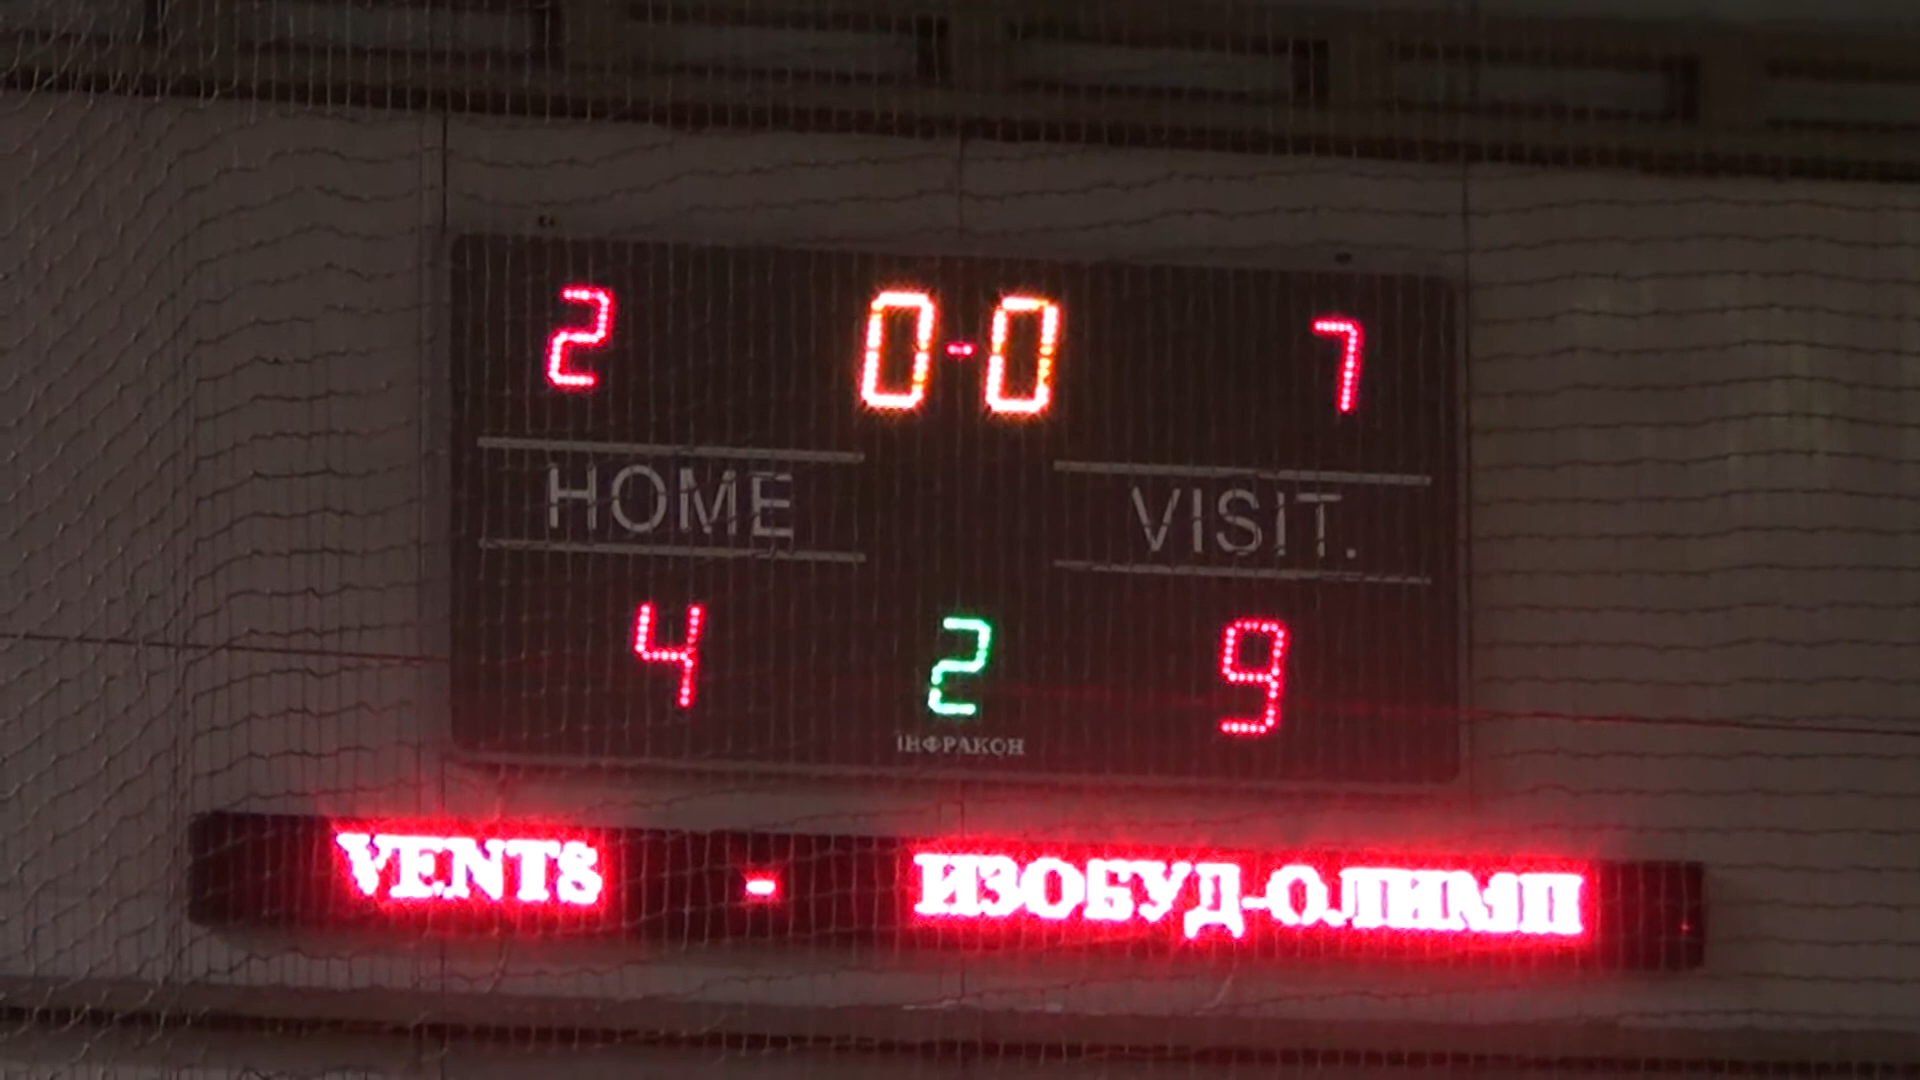 2 0-0 7
HOME VISIT.
4 2 9
ІНФРАКОН
VENTS - ИЗОБУД-ОЛИМП